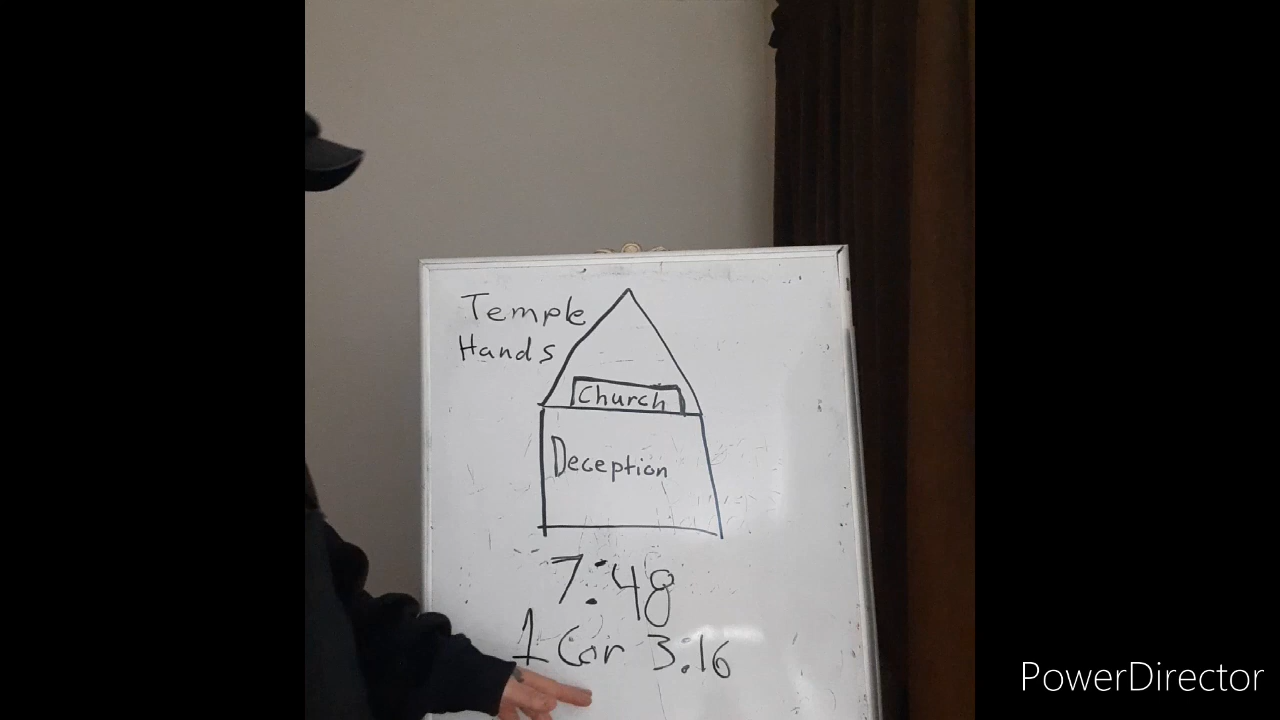 Temple
Hands
Church
Deception
7:48
1 Cor 3:16
PowerDirector